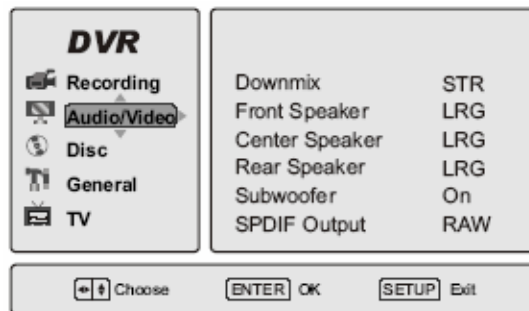 DVR
Recording
Audio/Video
Disc
General
TV
Downmix STR
Front Speaker LRG
Center Speaker LRG
Rear Speaker LRG
Subwoofer On
SPDIF Output RAW
Choose ENTER OK SETUP Exit